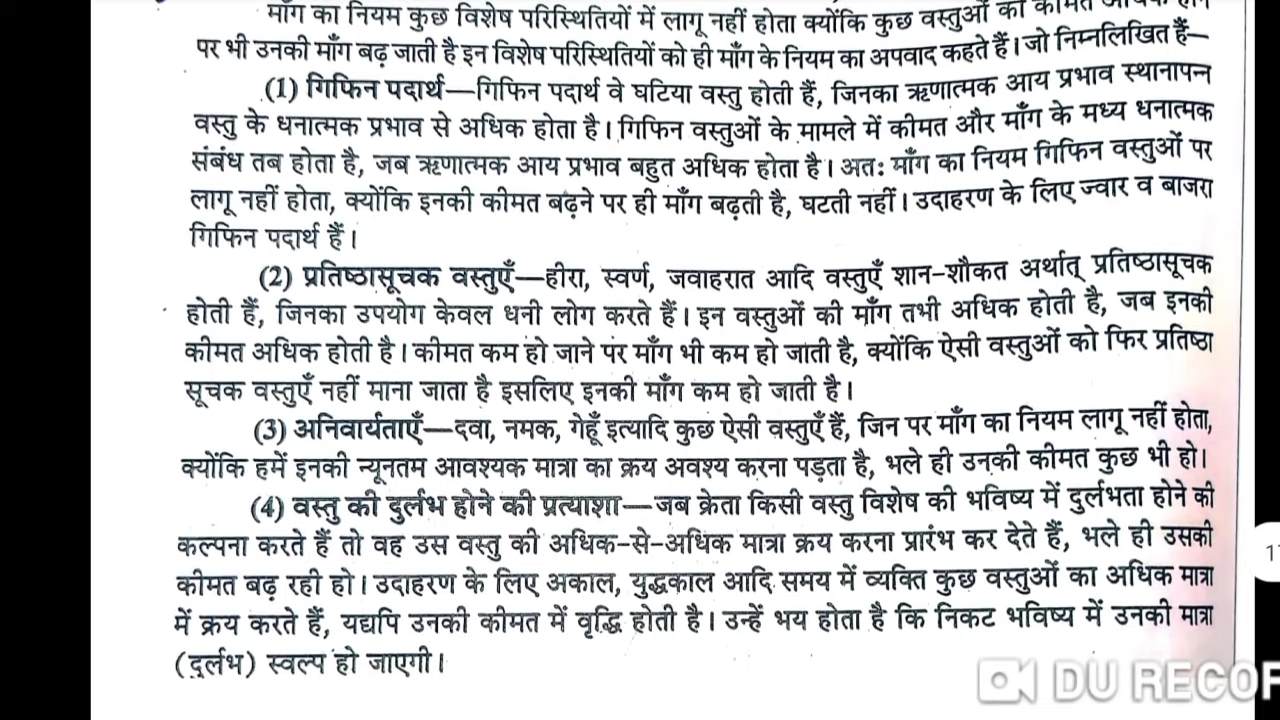 माँग का नियम कुछ विशेष परिस्थितियों में लागू नहीं होता क्योंकि कुछ वस्तुओं की कीमत अधिक होने
पर भी उनकी माँग बढ़ जाती है इन विशेष परिस्थितियों को ही माँग के नियम का अपवाद कहते हैं। जो निम्नलिखित हैं—
(1) गिफिन पदार्थ—गिफिन पदार्थ वे घटिया वस्तु होती हैं, जिनका ऋणात्मक आय प्रभाव स्थानापन्न
वस्तु के धनात्मक प्रभाव से अधिक होता है। गिफिन वस्तुओं के मामले में कीमत और माँग के मध्य धनात्मक
संबंध तब होता है, जब ऋणात्मक आय प्रभाव बहुत अधिक होता है। अतः माँग का नियम गिफिन वस्तुओं पर
लागू नहीं होता, क्योंकि इनकी कीमत बढ़ने पर ही माँग बढ़ती है, घटती नहीं। उदाहरण के लिए ज्वार व बाजरा
गिफिन पदार्थ हैं।
(2) प्रतिष्ठासूचक वस्तुएँ—हीरा, स्वर्ण, जवाहरात आदि वस्तुएँ शान-शौकत अर्थात् प्रतिष्ठासूचक
होती हैं, जिनका उपयोग केवल धनी लोग करते हैं। इन वस्तुओं की माँग तभी अधिक होती है, जब इनकी
कीमत अधिक होती है। कीमत कम हो जाने पर माँग भी कम हो जाती है, क्योंकि ऐसी वस्तुओं को फिर प्रतिष्ठा
सूचक वस्तुएँ नहीं माना जाता है इसलिए इनकी माँग कम हो जाती है।
(3) अनिवार्यताएँ—दवा, नमक, गेहूँ इत्यादि कुछ ऐसी वस्तुएँ हैं, जिन पर माँग का नियम लागू नहीं होता,
क्योंकि हमें इनकी न्यूनतम आवश्यक मात्रा का क्रय अवश्य करना पड़ता है, भले ही उनकी कीमत कुछ भी हो।
(4) वस्तु की दुर्लभ होने की प्रत्याशा—जब क्रेता किसी वस्तु विशेष की भविष्य में दुर्लभता होने की
कल्पना करते हैं तो वह उस वस्तु की अधिक-से-अधिक मात्रा क्रय करना प्रारंभ कर देते हैं, भले ही उसकी
कीमत बढ़ रही हो। उदाहरण के लिए अकाल, युद्धकाल आदि समय में व्यक्ति कुछ वस्तुओं का अधिक मात्रा
में क्रय करते हैं, यद्यपि उनकी कीमत में वृद्धि होती है। उन्हें भय होता है कि निकट भविष्य में उनकी मात्रा
(दुर्लभ) स्वल्प हो जाएगी।
DU RECOR